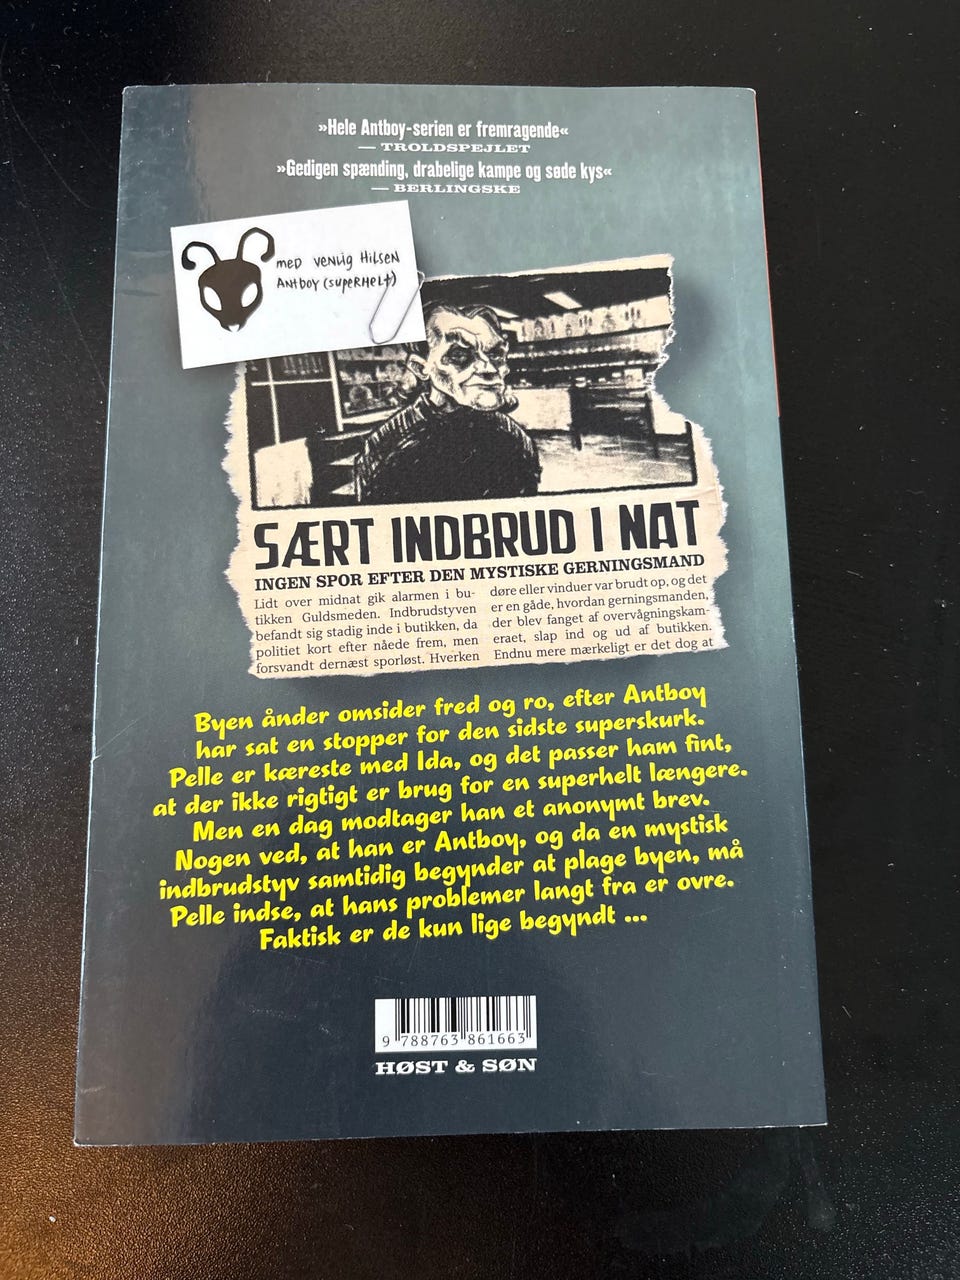 »Hele Antboy-serien er fremragende«
— TROLDSPEJLET
»Gedigen spænding, drabelige kampe og søde kys«
— BERLINGSKE
MED VENLIG HILSEN
ANTBOY (SUPERHELT)
SÆRT INDBRUD I NAT
INGEN SPOR EFTER DEN MYSTISKE GERNINGSMAND
Lidt over midnat gik alarmen i bu-
tikken Guldsmeden. Indbrudstyven
befandt sig stadig inde i butikken, da
politiet kort efter nåede frem, men
forsvandt dernæst sporløst. Hverken
døre eller vinduer var brudt op, og det
er en gåde, hvordan gerningsmanden,
der blev fanget af overvågningskam-
eraet, slap ind og ud af butikken.
Endnu mere mærkeligt er det dog at
Byen ånder omsider fred og ro, efter Antboy
har sat en stopper for den sidste superskurk.
Pelle er kæreste med Ida, og det passer ham fint,
at der ikke rigtigt er brug for en superhelt længere.
Men en dag modtager han et anonymt brev.
Nogen ved, at han er Antboy, og da en mystisk
indbrudstyv samtidig begynder at plage byen, må
Pelle indse, at hans problemer langt fra er ovre.
Faktisk er de kun lige begyndt ...
9 788763 861663
HØST & SØN